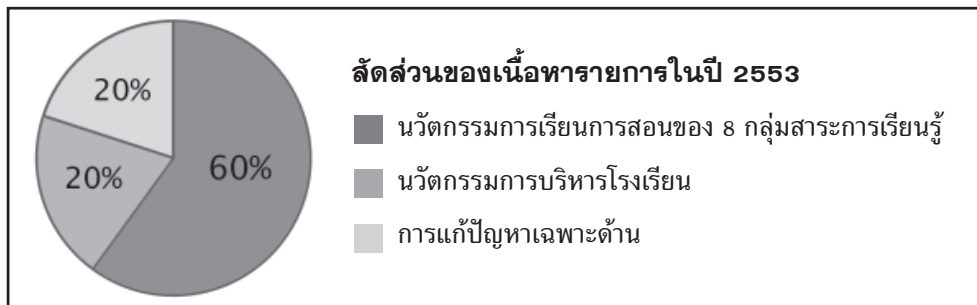 สัดส่วนของเนื้อหารายการในปี 2553
20%
นวัตกรรมการเรียนการสอนของ 8 กลุ่มสาระการเรียนรู้
20%
60%
นวัตกรรมการบริหารโรงเรียน
การแก้ปัญหาเฉพาะด้าน